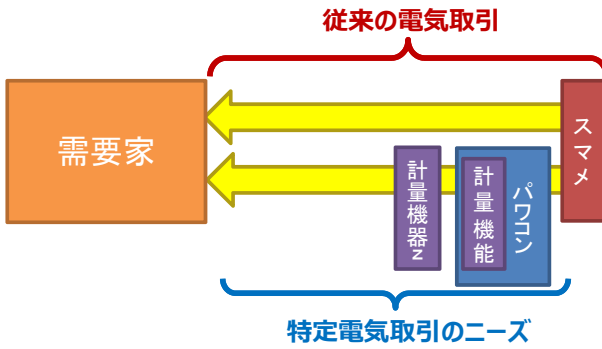 従来の電気取引
需要家
スマメ
計量機器z
計量機能
パワコン
特定電気取引のニーズ